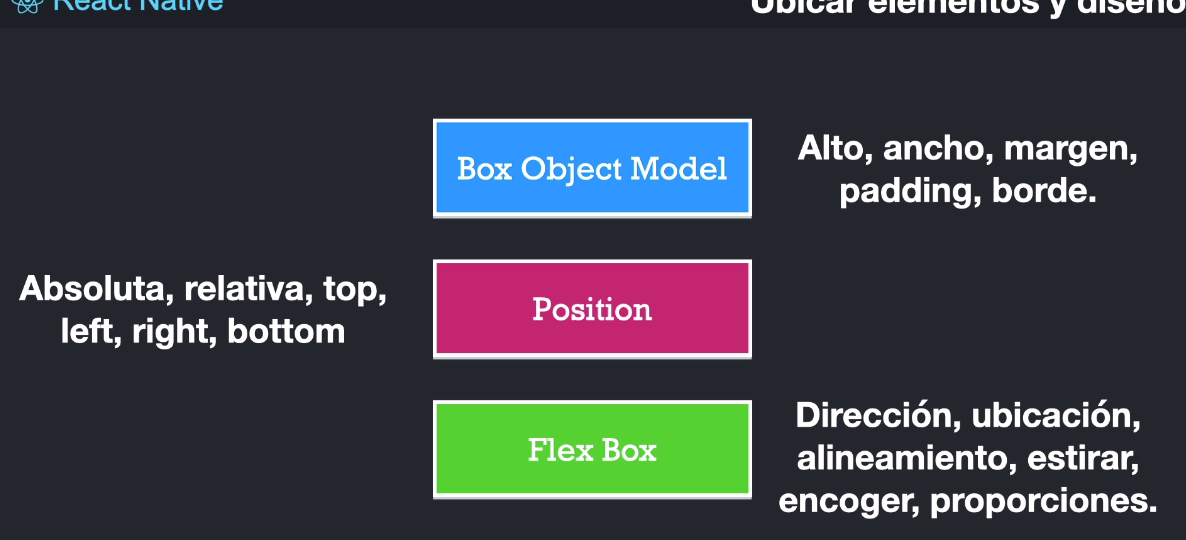 React Native
Ubicar elementos y diseño
Box Object Model
Alto, ancho, margen,
padding, borde.
Absoluta, relativa, top,
left, right, bottom
Position
Flex Box
Dirección, ubicación,
alineamiento, estirar,
encoger, proporciones.